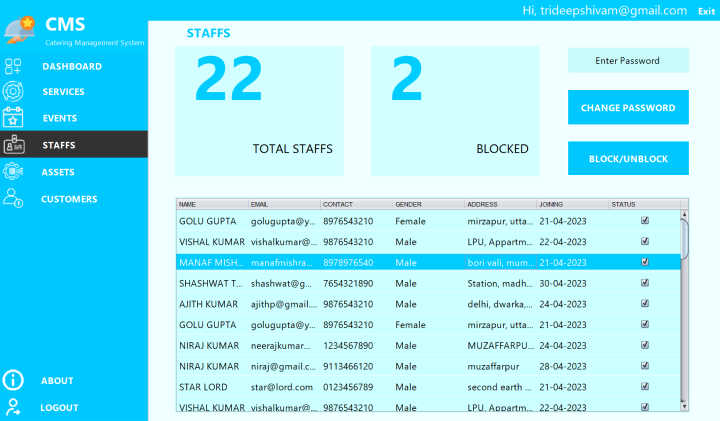 Hi, trideepshivam@gmail.com Exit
CMS
Catering Management System
DASHBOARD
SERVICES
EVENTS
STAFFS
ASSETS
CUSTOMERS
ABOUT
LOGOUT
STAFFS
22
TOTAL STAFFS
2
BLOCKED
Enter Password
CHANGE PASSWORD
BLOCK/UNBLOCK
NAME EMAIL CONTACT GENDER ADDRESS JOINING STATUS
GOLU GUPTA golugupta@y... 8976543210 Female mirzapur, utta... 21-04-2023
VISHAL KUMAR vishalkumar@... 9876543210 Male LPU, Appartm... 22-04-2023
MANAF MISH... manafmishra... 8978976540 Male bori vali, mum... 21-04-2023
SHASHWAT T... shashwat@g... 7654321890 Male Station, madh... 30-04-2023
AJITH KUMAR ajithp@gmail.... 9876543210 Male delhi, dwarka,... 24-04-2023
GOLU GUPTA golugupta@y... 8976543210 Female mirzapur, utta... 21-04-2023
NIRAJ KUMAR neerajkumar... 1234567890 Male MUZAFFARPU... 24-04-2023
NIRAJ KUMAR niraj@gmail.c... 9113466120 Male muzaffarpur 28-04-2023
STAR LORD star@lord.com 0123456789 Male second earth ... 21-04-2023
VISHAL KUMAR vishalkumar@... 9876543210 Male LPU, Appartm... 22-04-2023